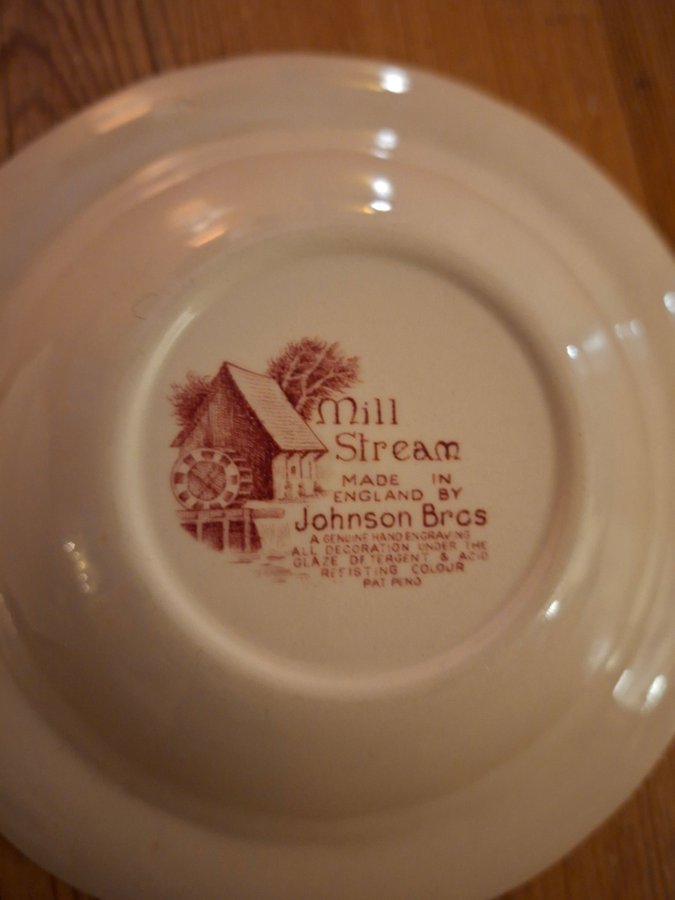 Mill
Stream
MADE IN
ENGLAND BY
Johnson Bros
A GENUINE HAND ENGRAVING
ALL DECORATION UNDER THE
GLAZE DETERGENT & ACID
RESISTING COLOUR
PAT PEND